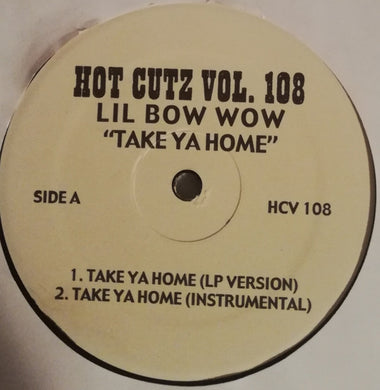 HOT CUTZ VOL. 108
LIL BOW WOW
"TAKE YA HOME"
SIDE A
HCV 108
1. TAKE YA HOME (LP VERSION)
2. TAKE YA HOME (INSTRUMENTAL)